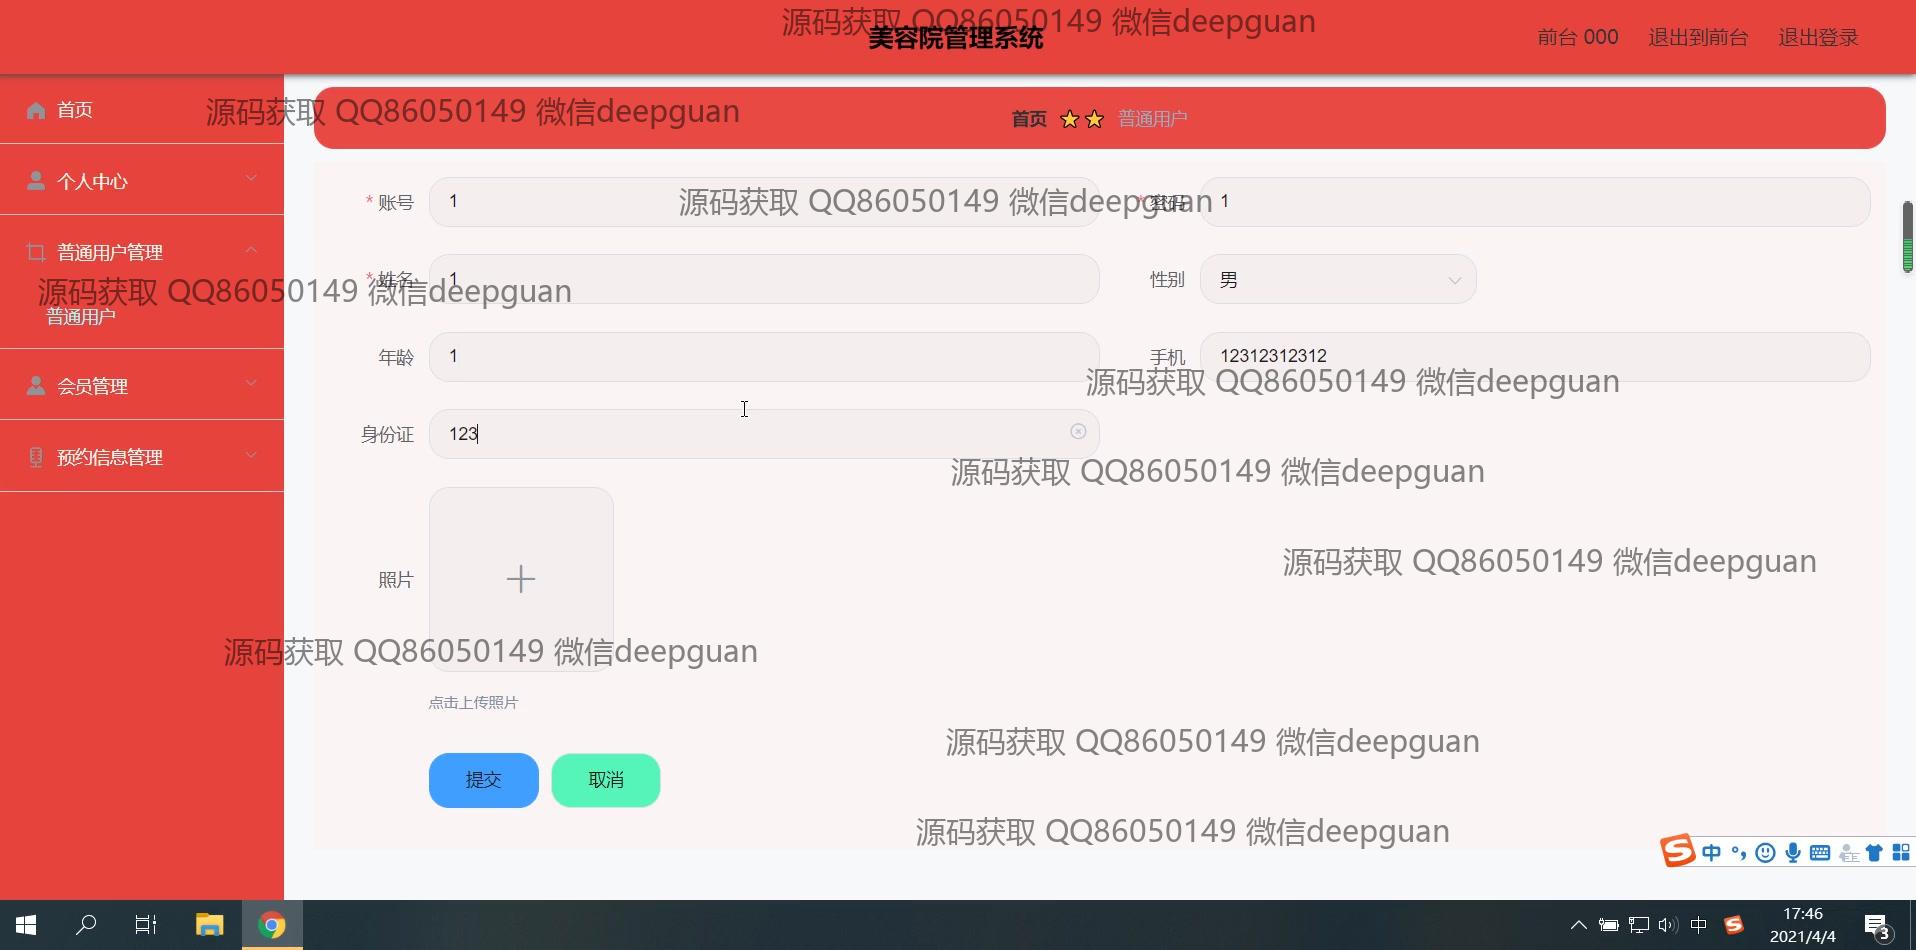 源码获取 QQ86050149 微信deepguan
美容院管理系统
前台 000
退出到前台
退出登录
首页
源码获取 QQ86050149 微信deepguan
首页
普通用户
个人中心
* 账号
1
源码获取 QQ86050149 微信deepguan
* 密码
1
普通用户管理
* 姓名
1
性别
男
源码获取 QQ86050149 微信deepguan
普通用户
年龄
1
手机
12312312312
会员管理
源码获取 QQ86050149 微信deepguan
身份证
123
预约信息管理
源码获取 QQ86050149 微信deepguan
源码获取 QQ86050149 微信deepguan
照片
源码获取 QQ86050149 微信deepguan
点击上传照片
源码获取 QQ86050149 微信deepguan
提交
取消
源码获取 QQ86050149 微信deepguan
中
中
17:46
2021/4/4
3